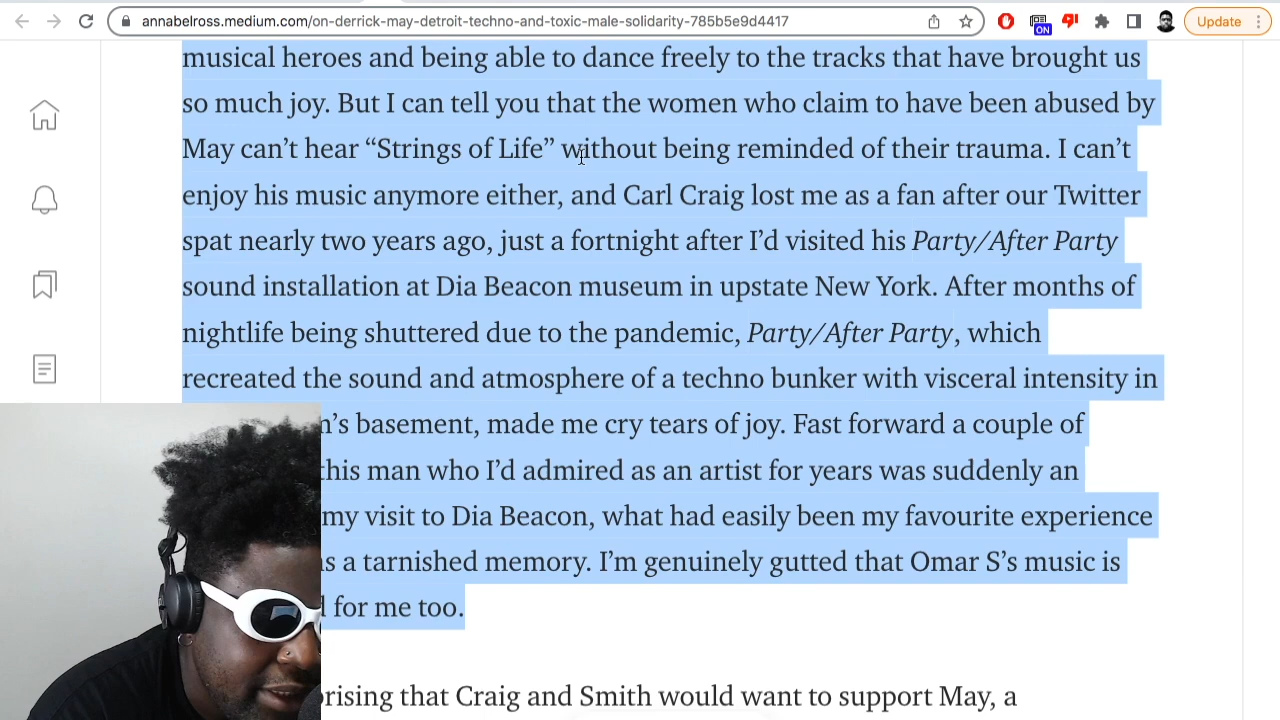 annabelross.medium.com/on-derrick-may-detroit-techno-and-toxic-male-solidarity-785b5e9d4417
ON
Update
musical heroes and being able to dance freely to the tracks that have brought us
so much joy. But I can tell you that the women who claim to have been abused by
May can’t hear “Strings of Life” without being reminded of their trauma. I can’t
enjoy his music anymore either, and Carl Craig lost me as a fan after our Twitter
spat nearly two years ago, just a fortnight after I’d visited his Party/After Party
sound installation at Dia Beacon museum in upstate New York. After months of
nightlife being shuttered due to the pandemic, Party/After Party, which
recreated the sound and atmosphere of a techno bunker with visceral intensity in
n’s basement, made me cry tears of joy. Fast forward a couple of
this man who I’d admired as an artist for years was suddenly an
my visit to Dia Beacon, what had easily been my favourite experience
s a tarnished memory. I’m genuinely gutted that Omar S’s music is
for me too.
rising that Craig and Smith would want to support May, a